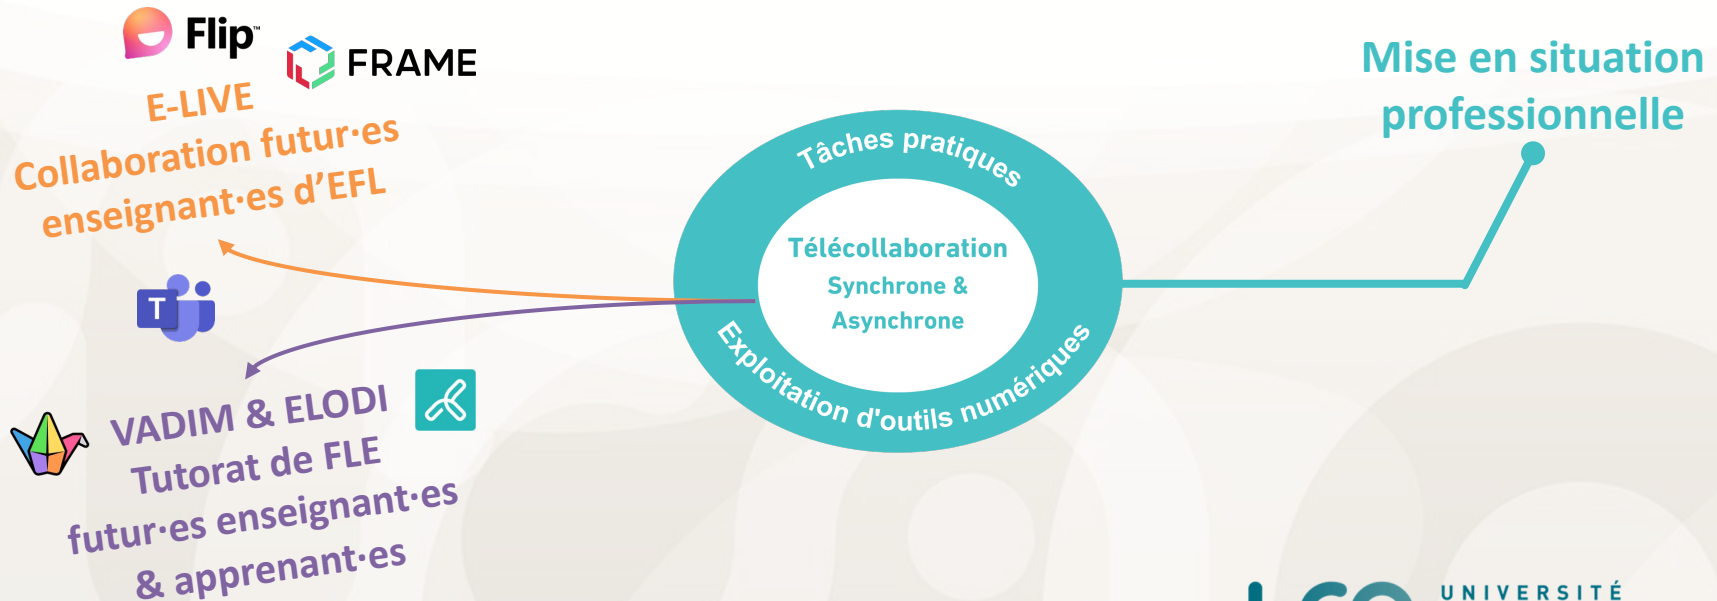 Flip™
FRAME
E-LIVE
Collaboration futur·es
enseignant·es d’EFL
T
VADIM & ELODI
Tutorat de FLE
futur·es enseignant·es
& apprenant·es
Tâches pratiques
Télécollaboration
Synchrone &
Asynchrone
Exploitation d'outils numériques
Mise en situation
professionnelle
UNIVERSITÉ